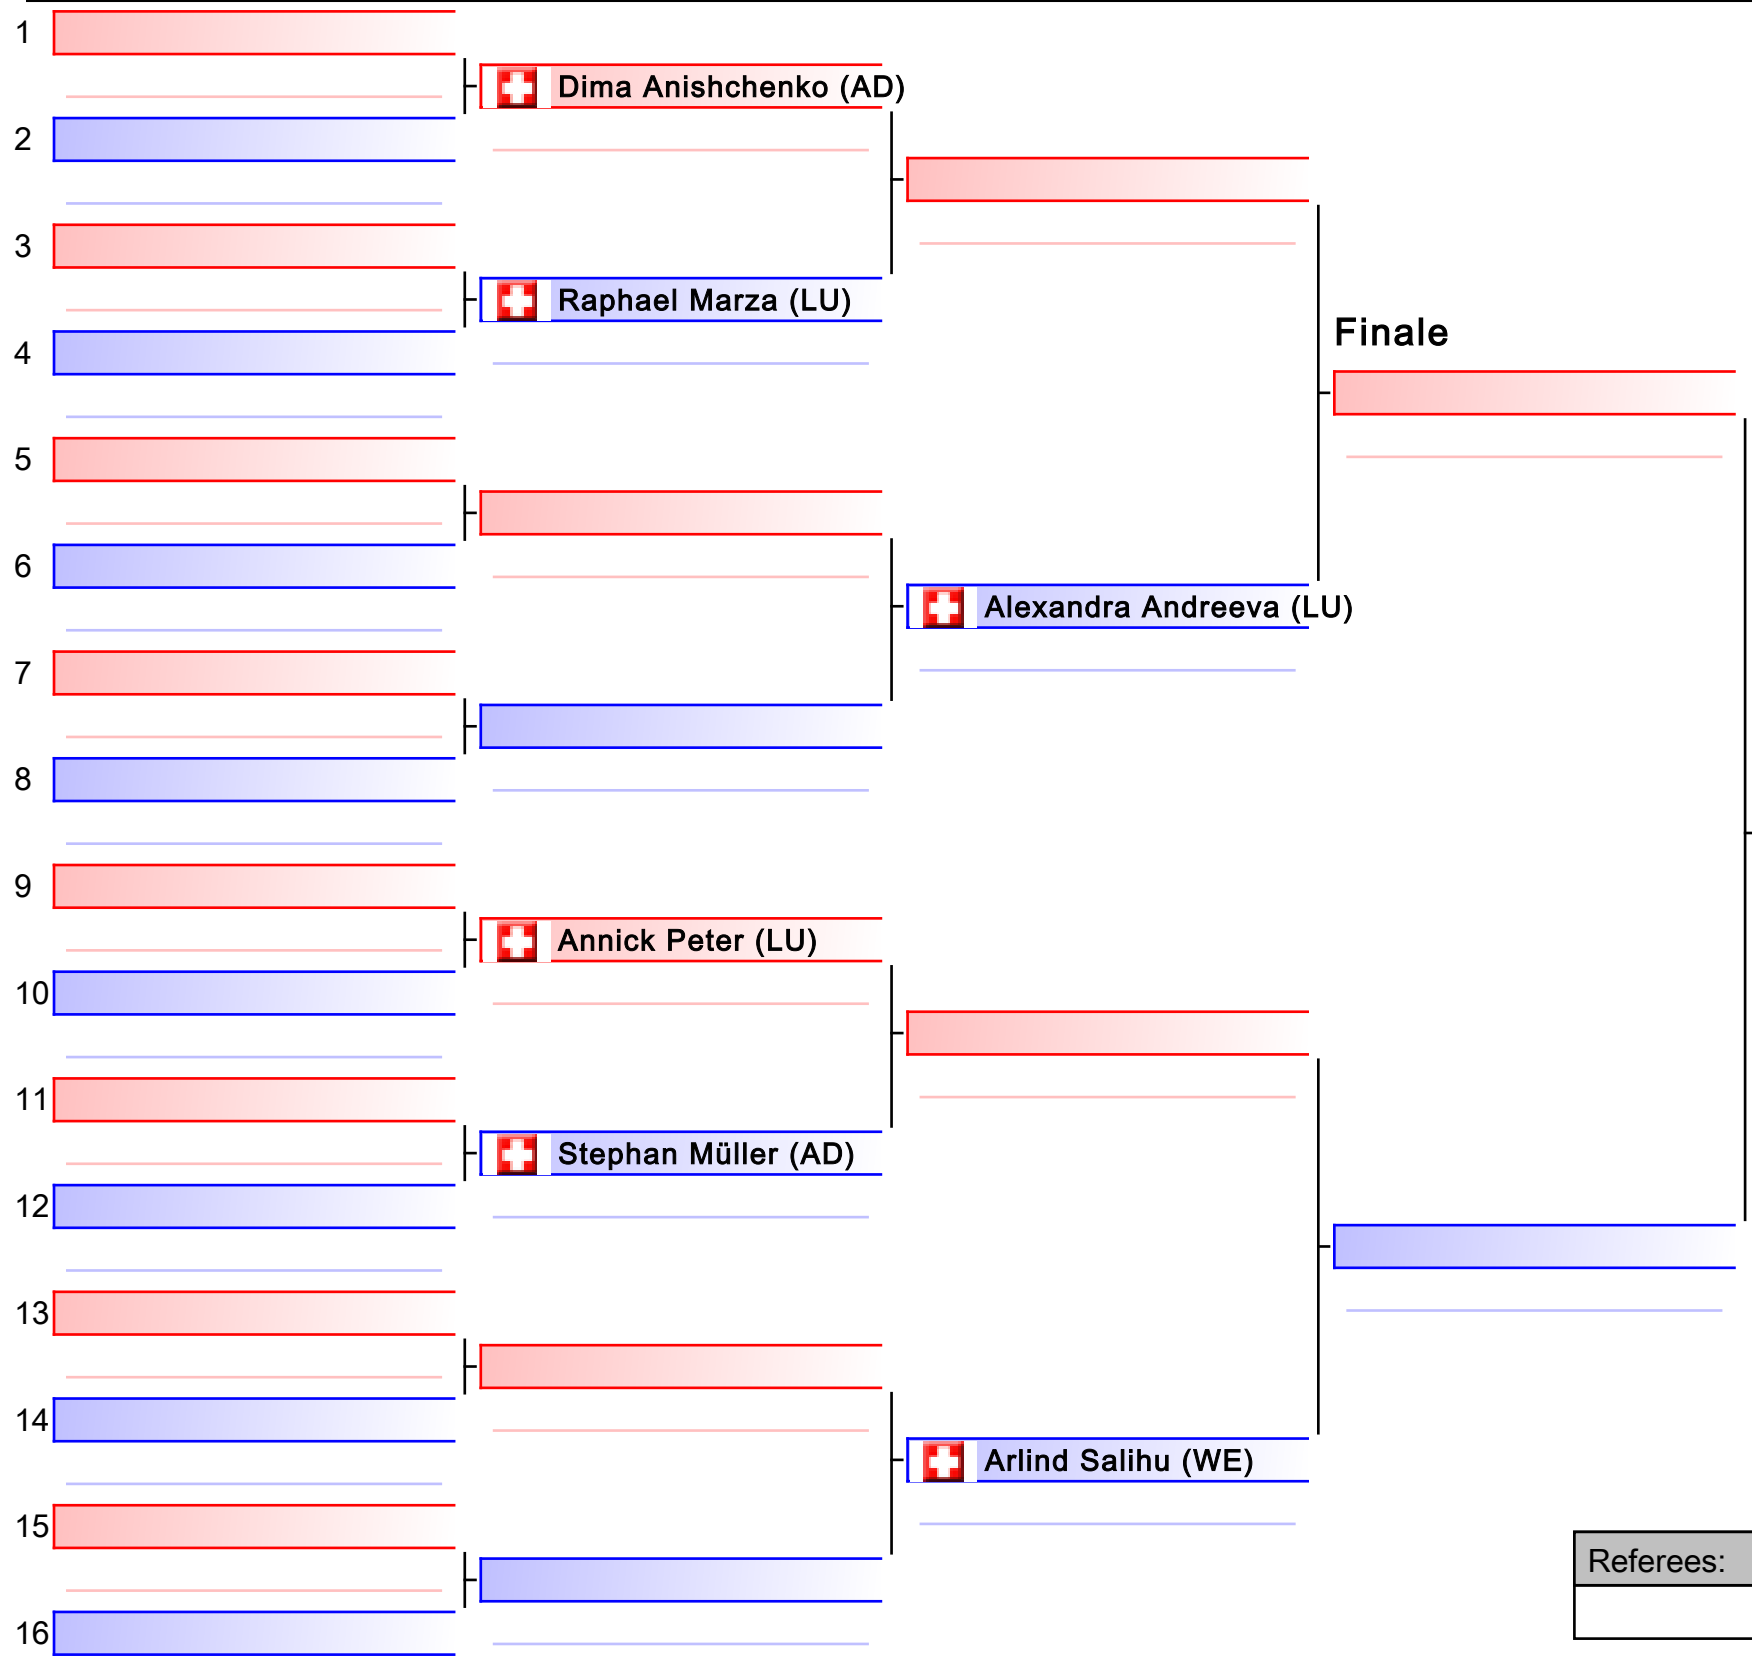 1
Dima Anishchenko (AD)
2
3
Raphael Marza (LU)
Finale
4
5
6
Alexandra Andreeva (LU)
7
8
9
Annick Peter (LU)
10
11
Stephan Müller (AD)
12
13
14
Arlind Salihu (WE)
15
Referees:
16